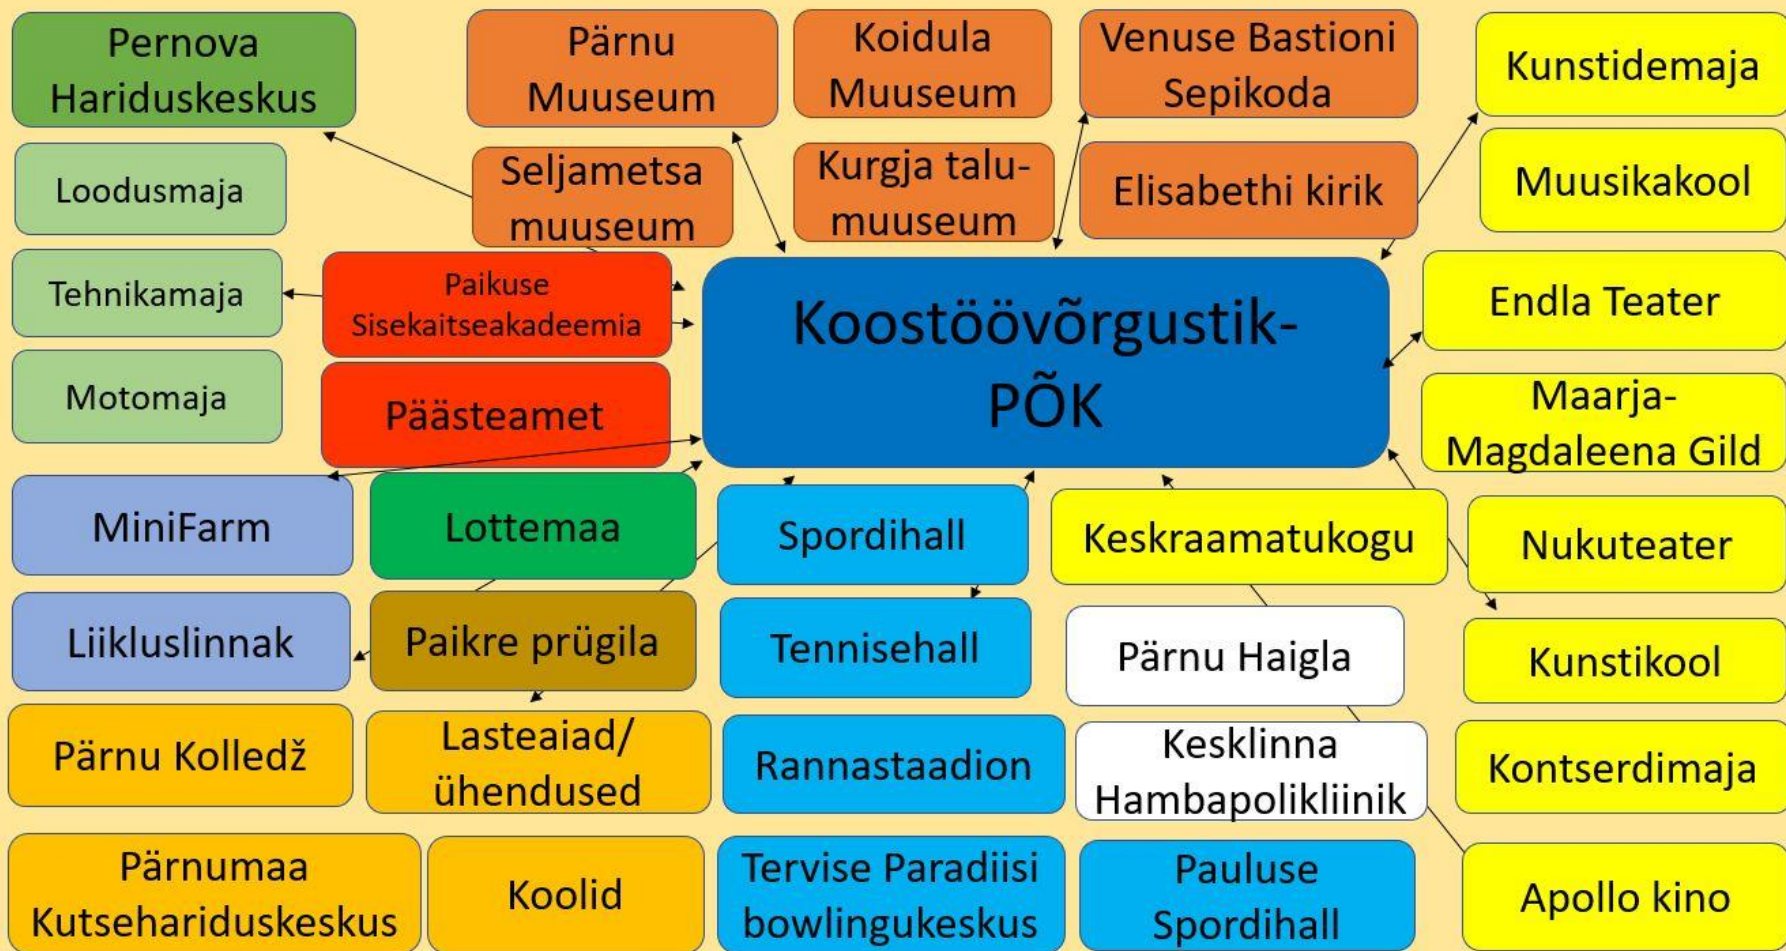 Pernova
Hariduskeskus
Pärnu
Muuseum
Koidula
Muuseum
Venuse Bastioni
Sepikoda
Kunstidemaja
Loodusmaja
Seljametsa
muuseum
Kurgja talu-
muuseum
Elisabethi kirik
Muusikakool
Tehnikamaja
Paikuse
Sisekaitseakadeemia
Koostöövõrgustik-
PÕK
Endla Teater
Motomaja
Päästeamet
Maarja-
Magdaleena Gild
MiniFarm
Lottemaa
Spordihall
Keskraamatukogu
Nukuteater
Liikluslinnak
Paikre prügila
Tennisehall
Pärnu Haigla
Kunstikool
Pärnu Kolledž
Lasteaiad/
ühendused
Rannastaadion
Kesklinna
Hambapolikliinik
Kontserdimaja
Pärnumaa
Kutsehariduskeskus
Koolid
Tervise Paradiisi
bowlingukeskus
Pauluse
Spordihall
Apollo kino